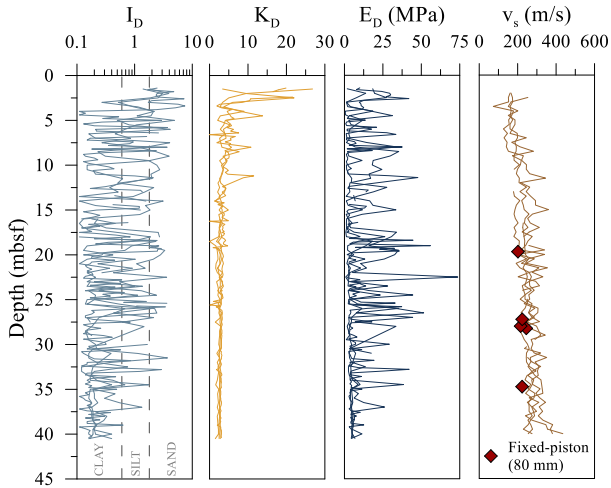 I_D K_D E_D (MPa) v_s (m/s)
0.1 1 10 0 10 20 30 0 25 50 75 0 200 400 600
0
5
10
15
20
25
30
35
40
45
Depth (mbsf)
CLAY SILT SAND
Fixed-piston
(80 mm)